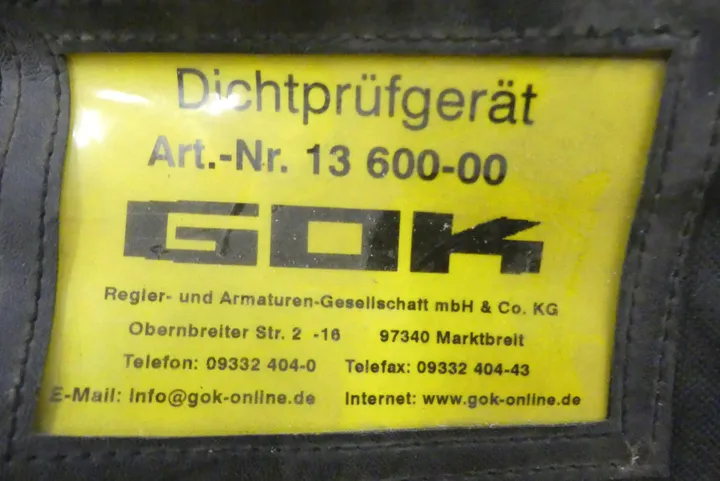 Dichtprüfgerät
Art.-Nr. 13 600-00
GOK
Regler- und Armaturen-Gesellschaft mbH & Co. KG
Obernbreiter Str. 2 -16 97340 Marktbreit
Telefon: 09332 404-0 Telefax: 09332 404-43
E-Mail: Info@gok-online.de Internet: www.gok-online.de